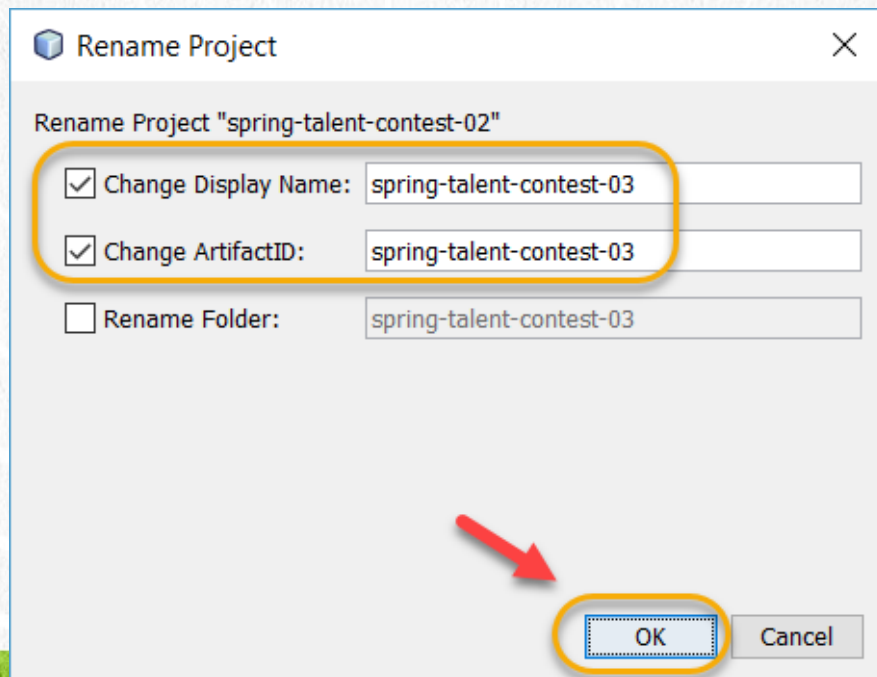 Rename Project
Rename Project "spring-talent-contest-02"
Change Display Name: spring-talent-contest-03
Change ArtifactID: spring-talent-contest-03
Rename Folder: spring-talent-contest-03
OK Cancel